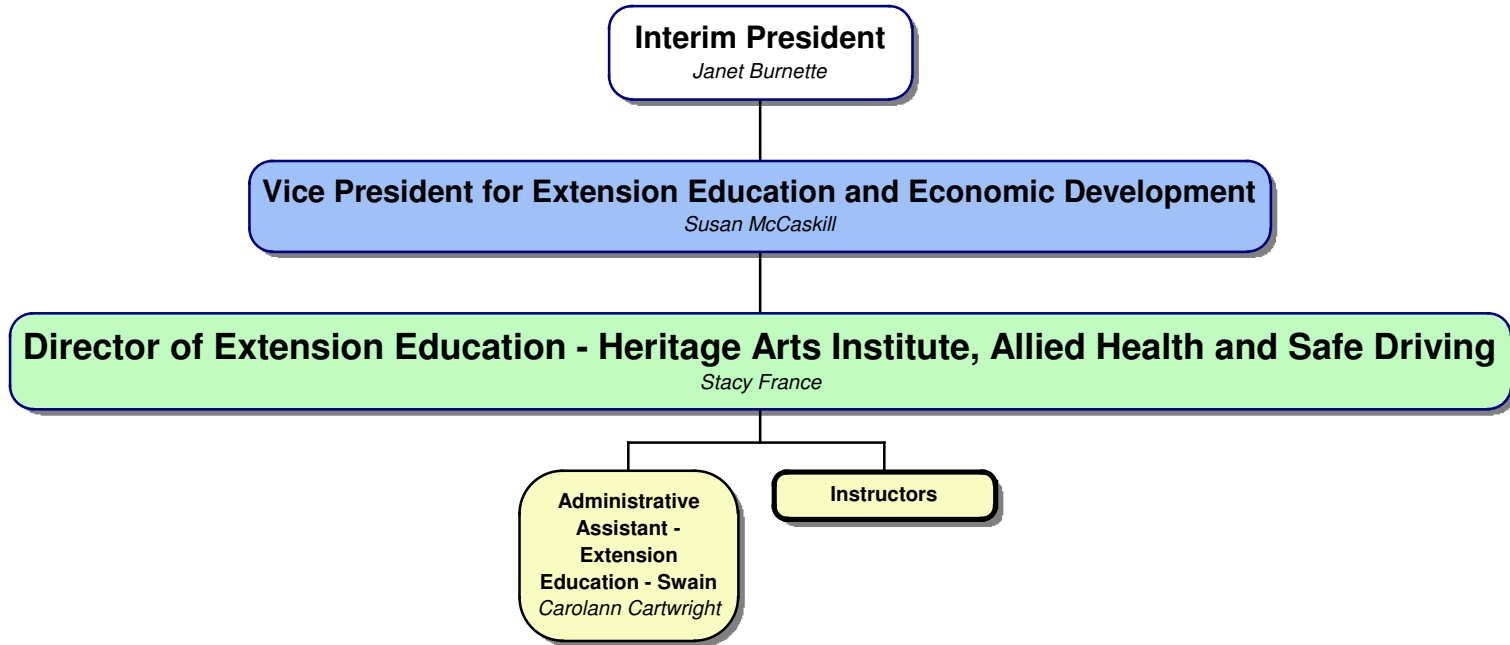 Interim President
Janet Burnette
Vice President for Extension Education and Economic Development
Susan McCaskill
Director of Extension Education - Heritage Arts Institute, Allied Health and Safe Driving
Stacy France
Administrative
Assistant -
Extension
Education - Swain
Carolann Cartwright
Instructors